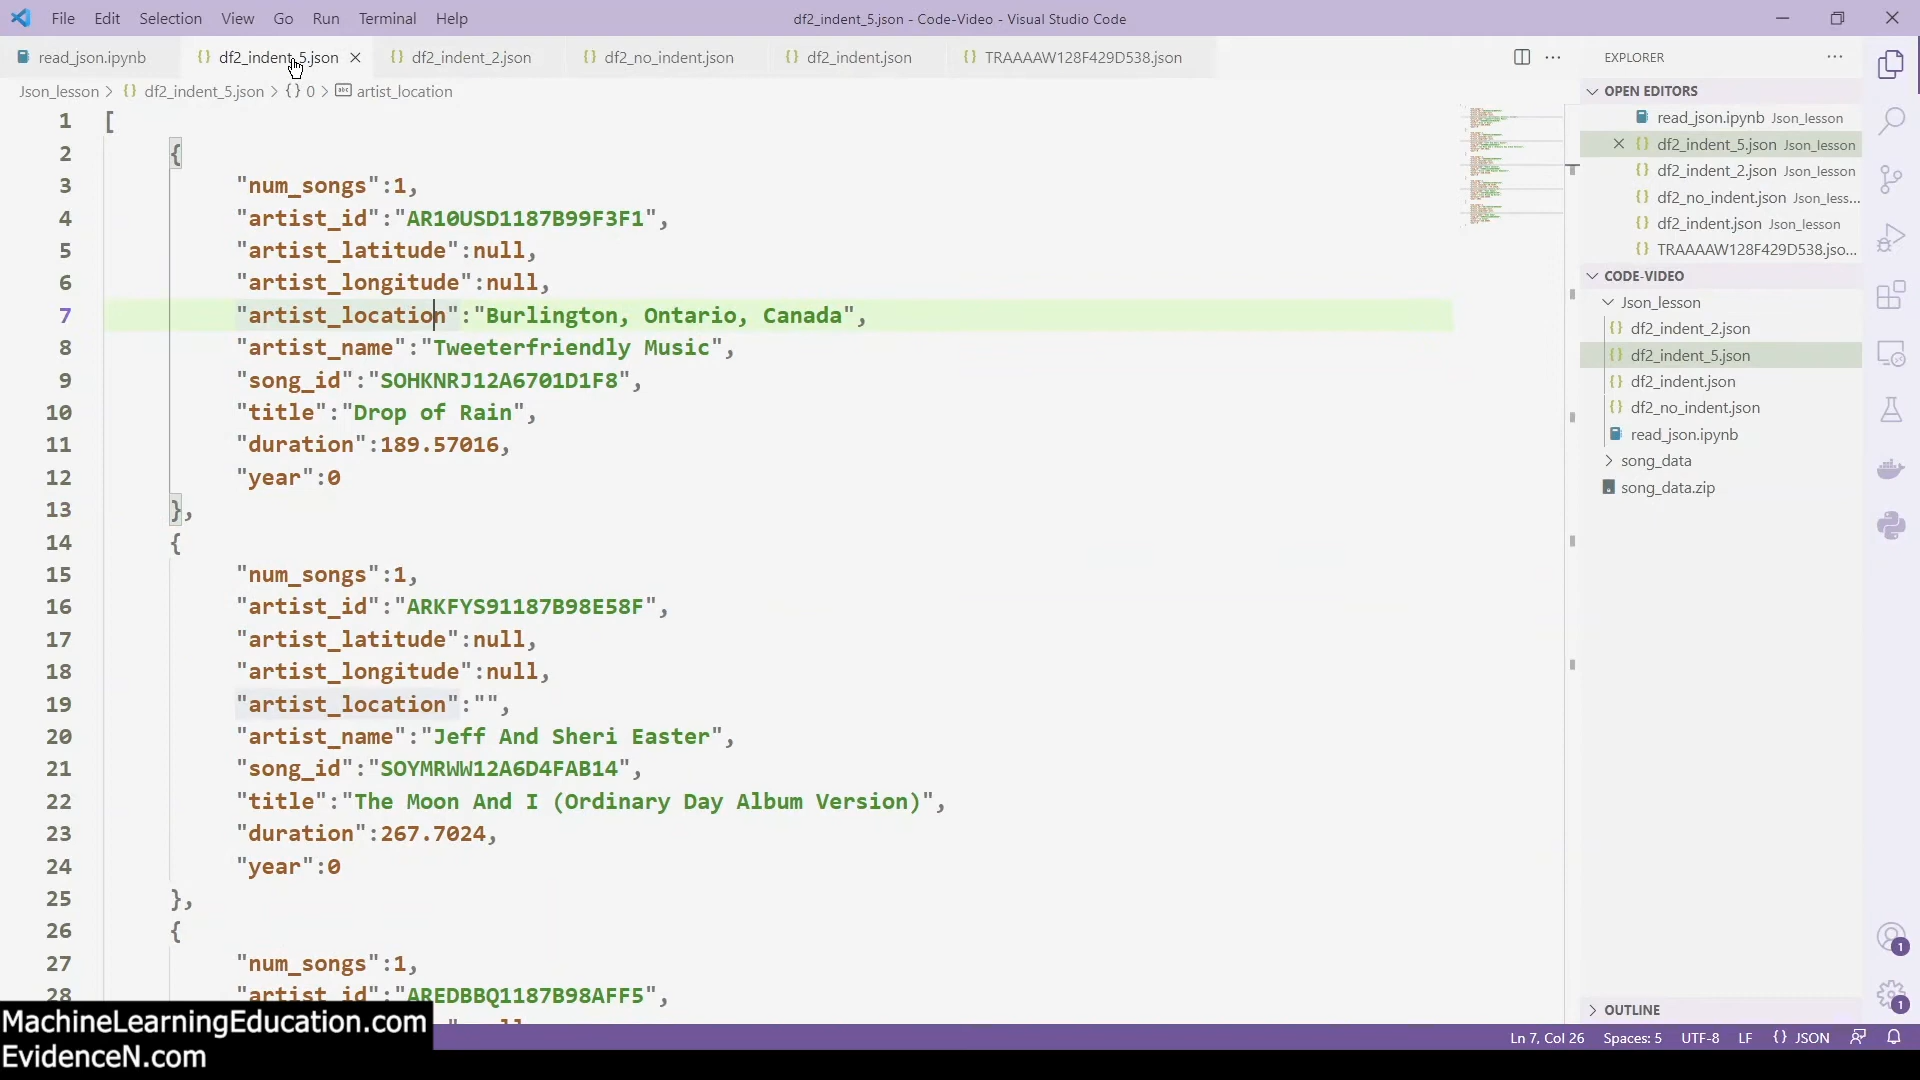 File Edit Selection View Go Run Terminal Help
df2_indent_5.json - Code-Video - Visual Studio Code
read_json.ipynb df2_indent_5.json df2_indent_2.json df2_no_indent.json df2_indent.json TRAAAAW128F429D538.json
Json_lesson > {} df2_indent_5.json > {} 0 > artist_location
1 [
2 {
3 "num_songs":1,
4 "artist_id":"AR10USD1187B99F3F1",
5 "artist_latitude":null,
6 "artist_longitude":null,
7 "artist_location":"Burlington, Ontario, Canada",
8 "artist_name":"Tweeterfriendly Music",
9 "song_id":"SOHKNRJ12A6701D1F8",
10 "title":"Drop of Rain",
11 "duration":189.57016,
12 "year":0
13 },
14 {
15 "num_songs":1,
16 "artist_id":"ARKFYS91187B98E58F",
17 "artist_latitude":null,
18 "artist_longitude":null,
19 "artist_location":"",
20 "artist_name":"Jeff And Sheri Easter",
21 "song_id":"SOYMRWW12A6D4FAB14",
22 "title":"The Moon And I (Ordinary Day Album Version)",
23 "duration":267.7024,
24 "year":0
25 },
26 {
27 "num_songs":1,
28 "artist_id":"AREDBBQ1187B98AFF5",
EXPLORER
OPEN EDITORS
read_json.ipynb Json_lesson
{} df2_indent_5.json Json_lesson
{} df2_indent_2.json Json_lesson
{} df2_no_indent.json Json_less...
{} df2_indent.json Json_lesson
{} TRAAAAW128F429D538.jso...
CODE-VIDEO
Json_lesson
{} df2_indent_2.json
{} df2_indent_5.json
{} df2_indent.json
{} df2_no_indent.json
read_json.ipynb
song_data
song_data.zip
1
1
OUTLINE
MachineLearningEducation.com
EvidenceN.com
Ln 7, Col 26 Spaces: 5 UTF-8 LF {} JSON